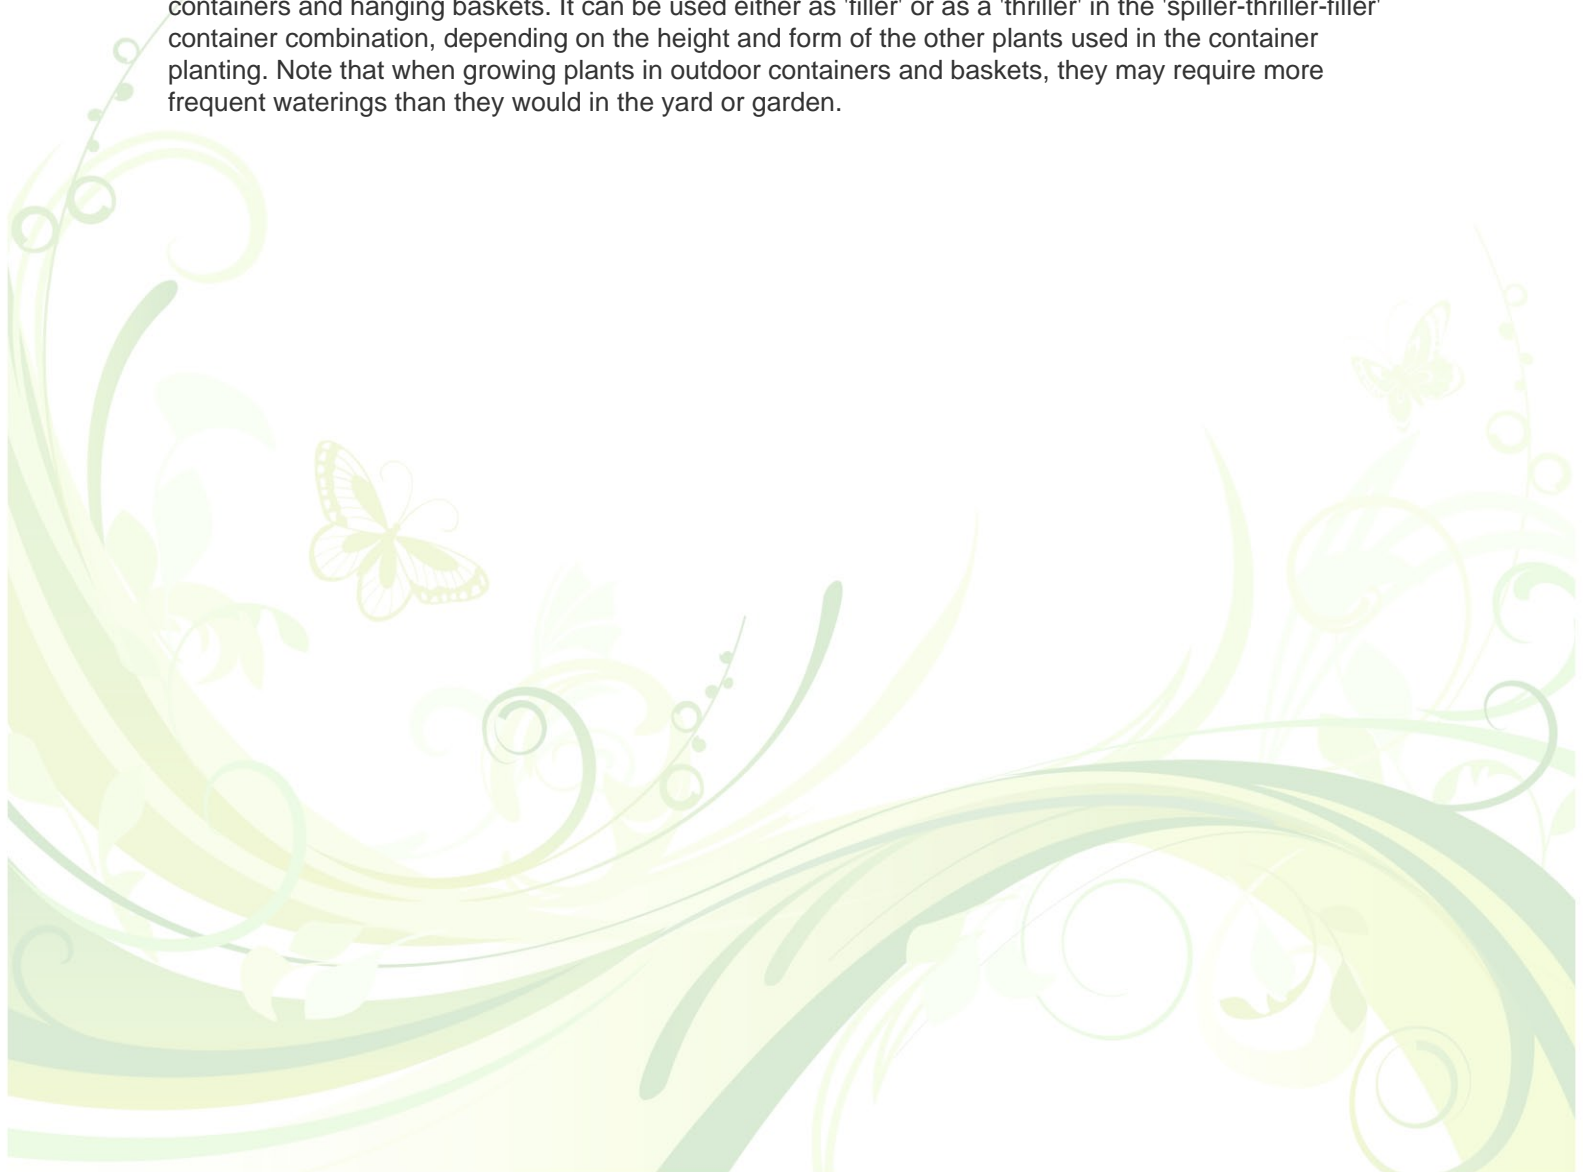 containers and hanging baskets. It can be used either as 'filler' or as a 'thriller' in the 'spiller-thriller-filler'
container combination, depending on the height and form of the other plants used in the container
planting. Note that when growing plants in outdoor containers and baskets, they may require more
frequent waterings than they would in the yard or garden.